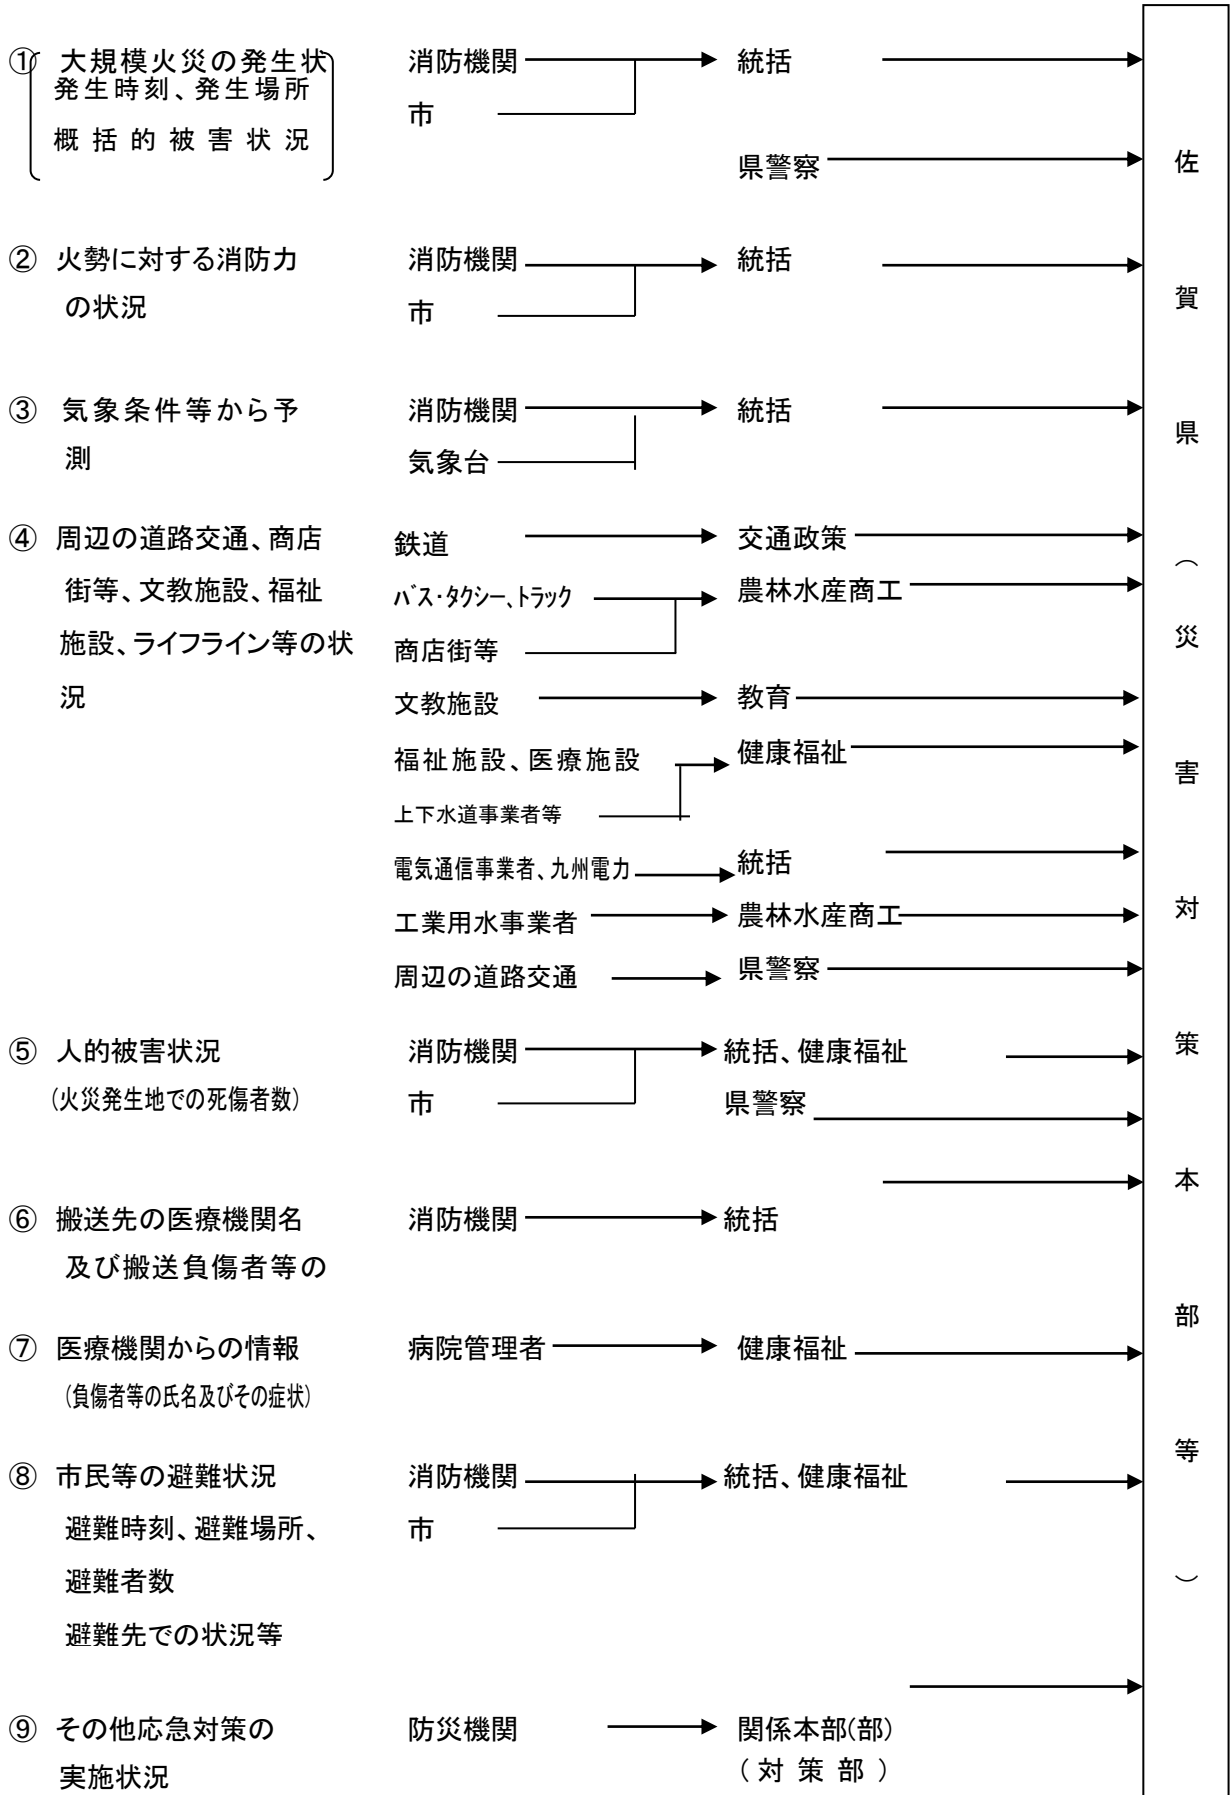 ① 大規模火災の発生状
発生時刻、発生場所
概括的被害状況
消防機関
市
統括
県警察
② 火勢に対する消防力
の状況
消防機関
市
統括
③ 気象条件等から予
測
消防機関
気象台
統括
④ 周辺の道路交通、商店
街等、文教施設、福祉
施設、ライフライン等の状
況
鉄道
交通政策
バス・タクシー、トラック
農林水産商工
商店街等
文教施設
教育
福祉施設、医療施設
健康福祉
上下水道事業者等
電気通信事業者、九州電力
統括
工業用水事業者
農林水産商工
周辺の道路交通
県警察
⑤ 人的被害状況
(火災発生地での死傷者数)
消防機関
市
統括、健康福祉
県警察
⑥ 搬送先の医療機関名
及び搬送負傷者等の
消防機関
統括
⑦ 医療機関からの情報
(負傷者等の氏名及びその症状)
病院管理者
健康福祉
⑧ 市民等の避難状況
避難時刻、避難場所、
避難者数
避難先での状況等
消防機関
市
統括、健康福祉
⑨ その他応急対策の
実施状況
防災機関
関係本部(部)
(対策部)
佐賀県(災害対策本部等)